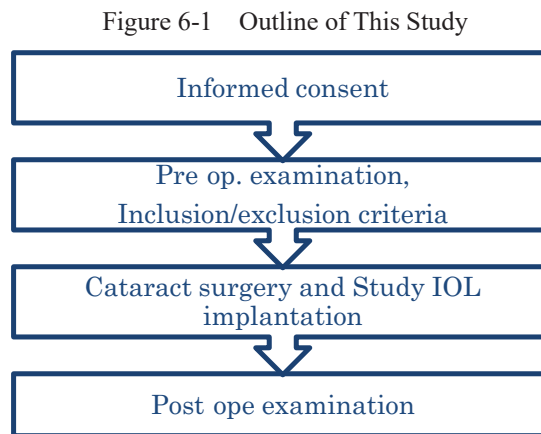 Figure 6-1 Outline of This Study
Informed consent
Pre op. examination,
Inclusion/exclusion criteria
Cataract surgery and Study IOL
implantation
Post ope examination